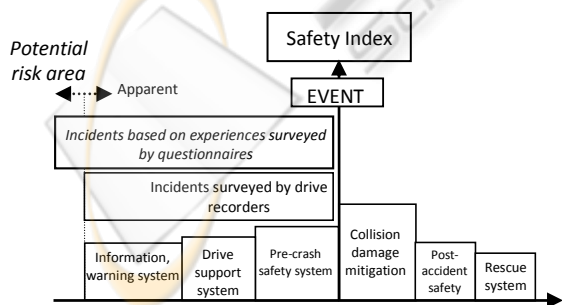 Safety Index
Potential
risk area
Apparent
EVENT
Incidents based on experiences surveyed
by questionnaires
Incidents surveyed by drive
recorders
Information,
warning system
Drive
support
system
Pre-crash
safety system
Collision
damage
mitigation
Post-
accident
safety
Rescue
system